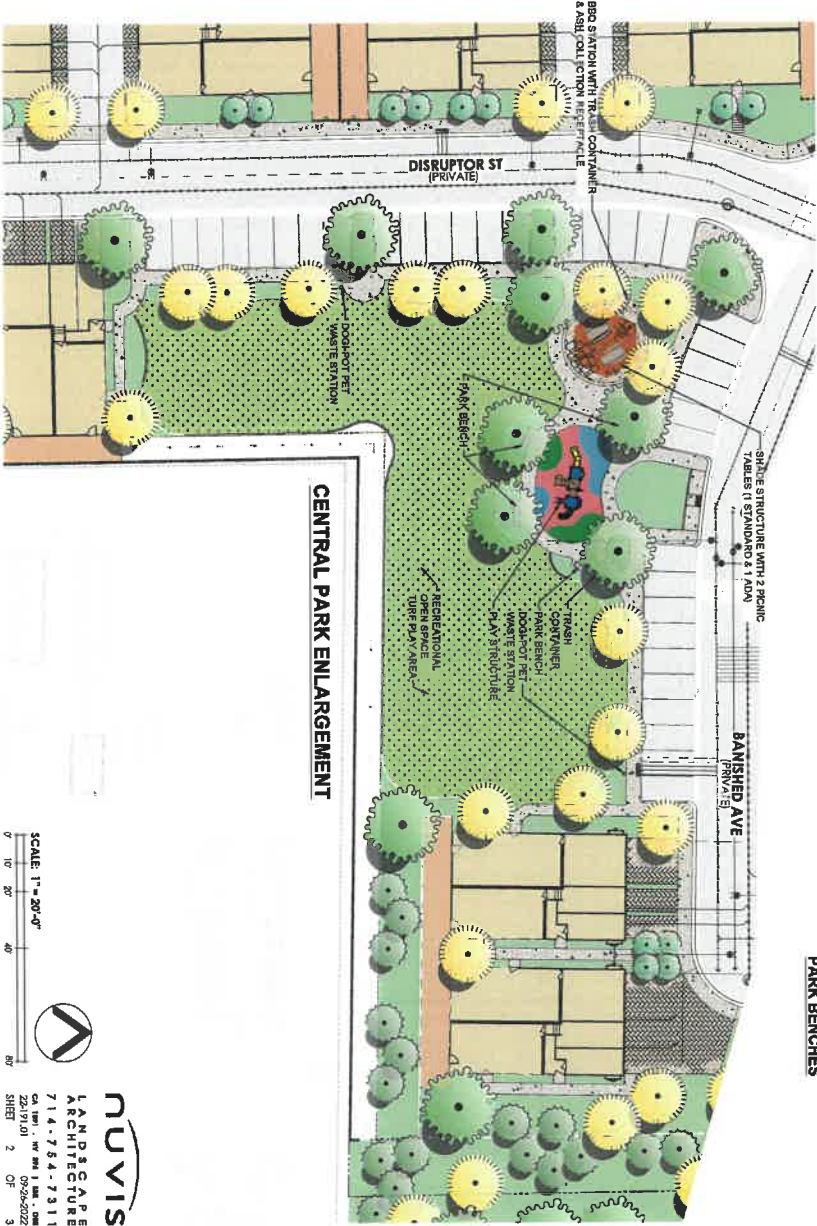 BBQ STATION WITH TRASH CONTAINER
& ASH COLLECTION RECEPTACLE
DISRUPTOR ST
(PRIVATE)
DOGI-POT PET
WASTE STATION
PARK BENCH
SHADE STRUCTURE WITH 2 PICNIC
TABLES (1 STANDARD & 1 ADA)
TRASH
CONTAINER
PARK BENCH
DOGI-POT PET
WASTE STATION
PLAY STRUCTURE
RECREATIONAL
OPEN SPACE
TURF PLAY AREA
BANISHED AVE
(PRIVATE)
PARK BENCHES
CENTRAL PARK ENLARGEMENT
SCALE: 1" = 20'-0"
0' 10' 20' 40' 80'
NUVIS
LANDSCAPE
ARCHITECTURE
714-754-7311
22-191.01 09-26-2022
SHEET 2 OF 3